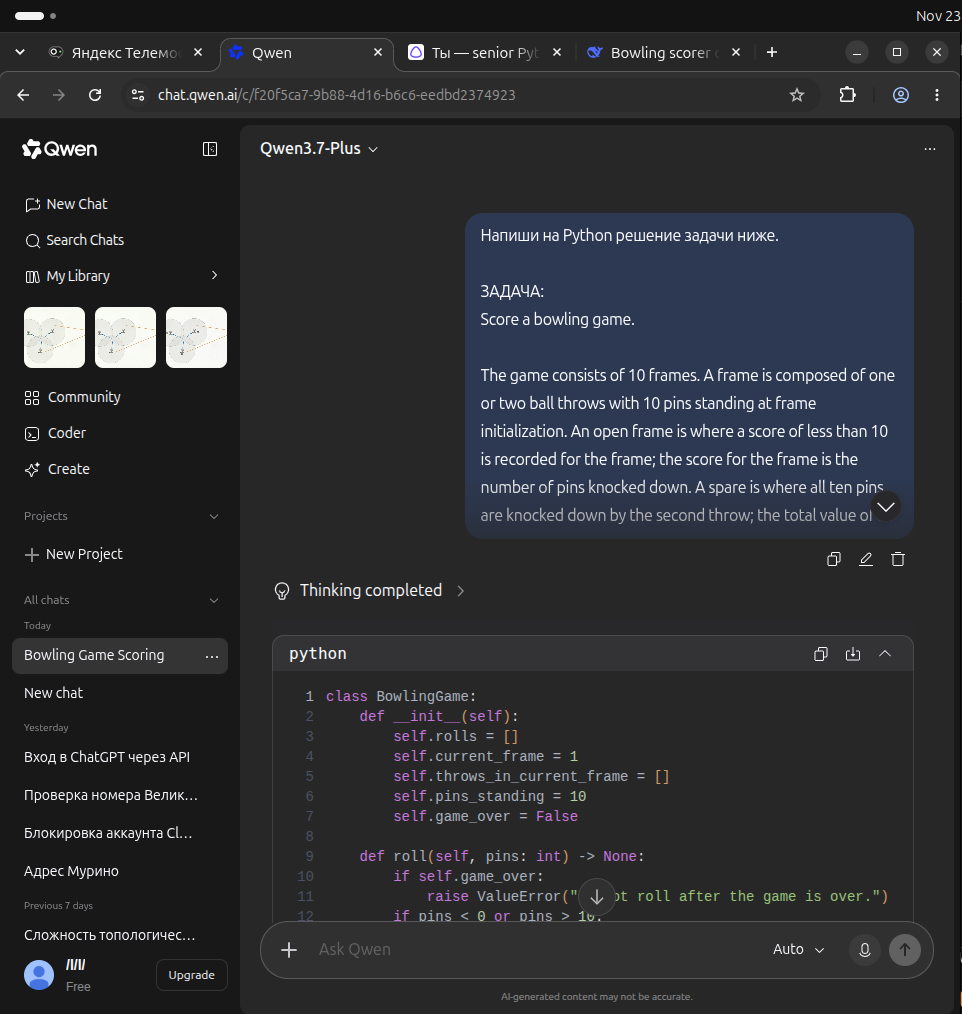 Nov 23
Яндекс Телемо
Qwen
Ты — senior Pyt
Bowling scorer
chat.qwen.ai/c/f20f5ca7-9b88-4d16-b6c6-eedbd2374923
Qwen
Qwen3.7-Plus
New Chat
Search Chats
My Library
Community
Coder
Create
Projects
New Project
All chats
Today
Bowling Game Scoring
New chat
Yesterday
Вход в ChatGPT через API
Проверка номера Велик...
Блокировка аккаунта Cl...
Адрес Мурино
Previous 7 days
Сложность топологичес...
/\/\/
Free
Upgrade
Напиши на Python решение задачи ниже.
ЗАДАЧА:
Score a bowling game.
The game consists of 10 frames. A frame is composed of one
or two ball throws with 10 pins standing at frame
initialization. An open frame is where a score of less than 10
is recorded for the frame; the score for the frame is the
number of pins knocked down. A spare is where all ten pins
are knocked down by the second throw; the total value of
Thinking completed
python
1 class BowlingGame:
2 def __init__(self):
3 self.rolls = []
4 self.current_frame = 1
5 self.throws_in_current_frame = []
6 self.pins_standing = 10
7 self.game_over = False
8
9 def roll(self, pins: int) -> None:
10 if self.game_over:
11 raise ValueError(" roll after the game is over.")
12 if pins < 0 or pins > 10:
Ask Qwen
Auto
AI-generated content may not be accurate.